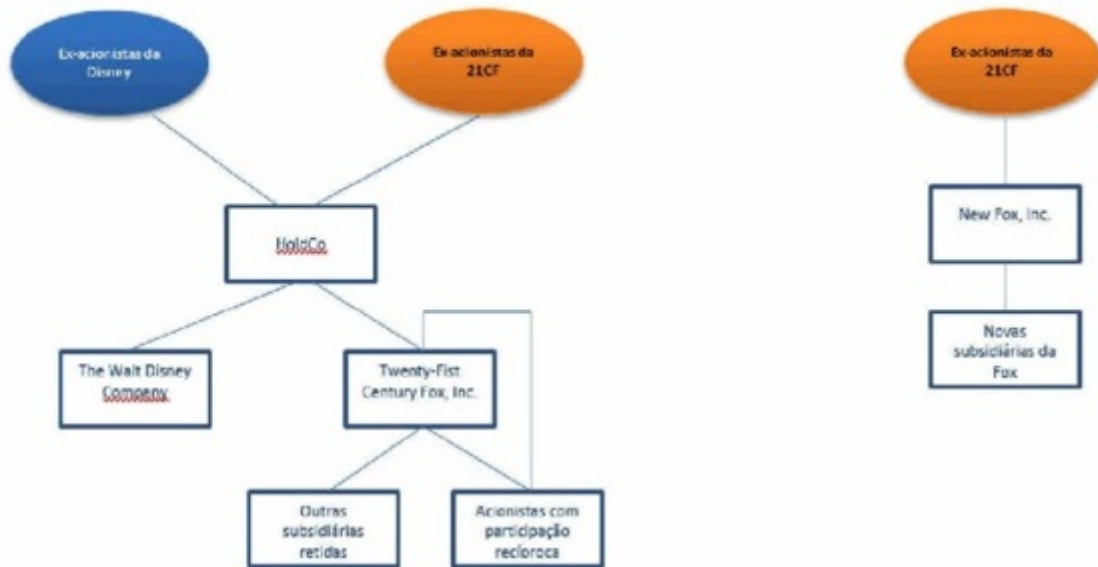 Ex-acionistas da
Disney
Ex-acionistas da
21CF
Ex-acionistas da
21CF
HoldCo
New Fox, Inc.
The Walt Disney
Company
Twenty-Fist
Century Fox, Inc.
Novas
subsidiárias da
Fox
Outras
subsidiárias
retidas
Acionistas com
participação
recíoroca